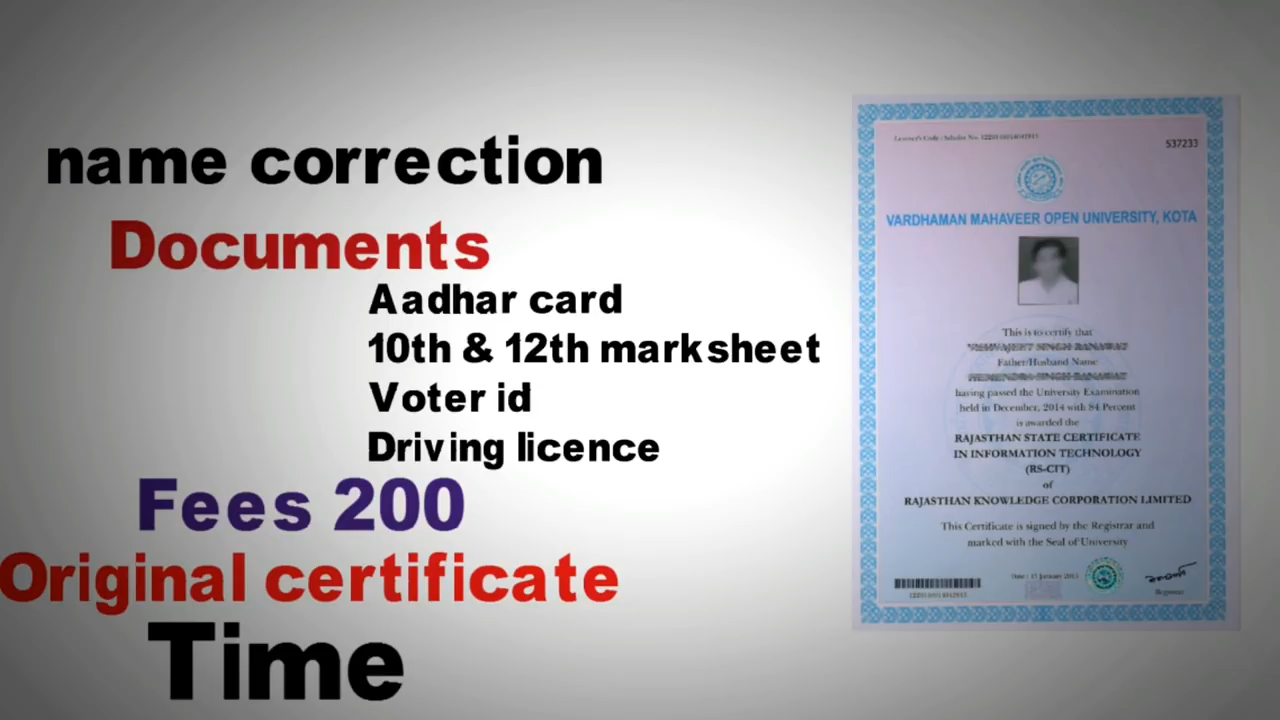 name correction
Documents
Aadhar card
10th & 12th marksheet
Voter id
Driving licence
Fees 200
Original certificate
Time
537233
VARDHAMAN MAHAVEER OPEN UNIVERSITY, KOTA
This is to certify that
Father/Husband Name
having passed the University Examination
held in December, 2014 with 84 Percent
is awarded the
RAJASTHAN STATE CERTIFICATE
IN INFORMATION TECHNOLOGY
(RS-CIT)
of
RAJASTHAN KNOWLEDGE CORPORATION LIMITED
This Certificate is signed by the Registrar and
marked with the Seal of University
Registrar